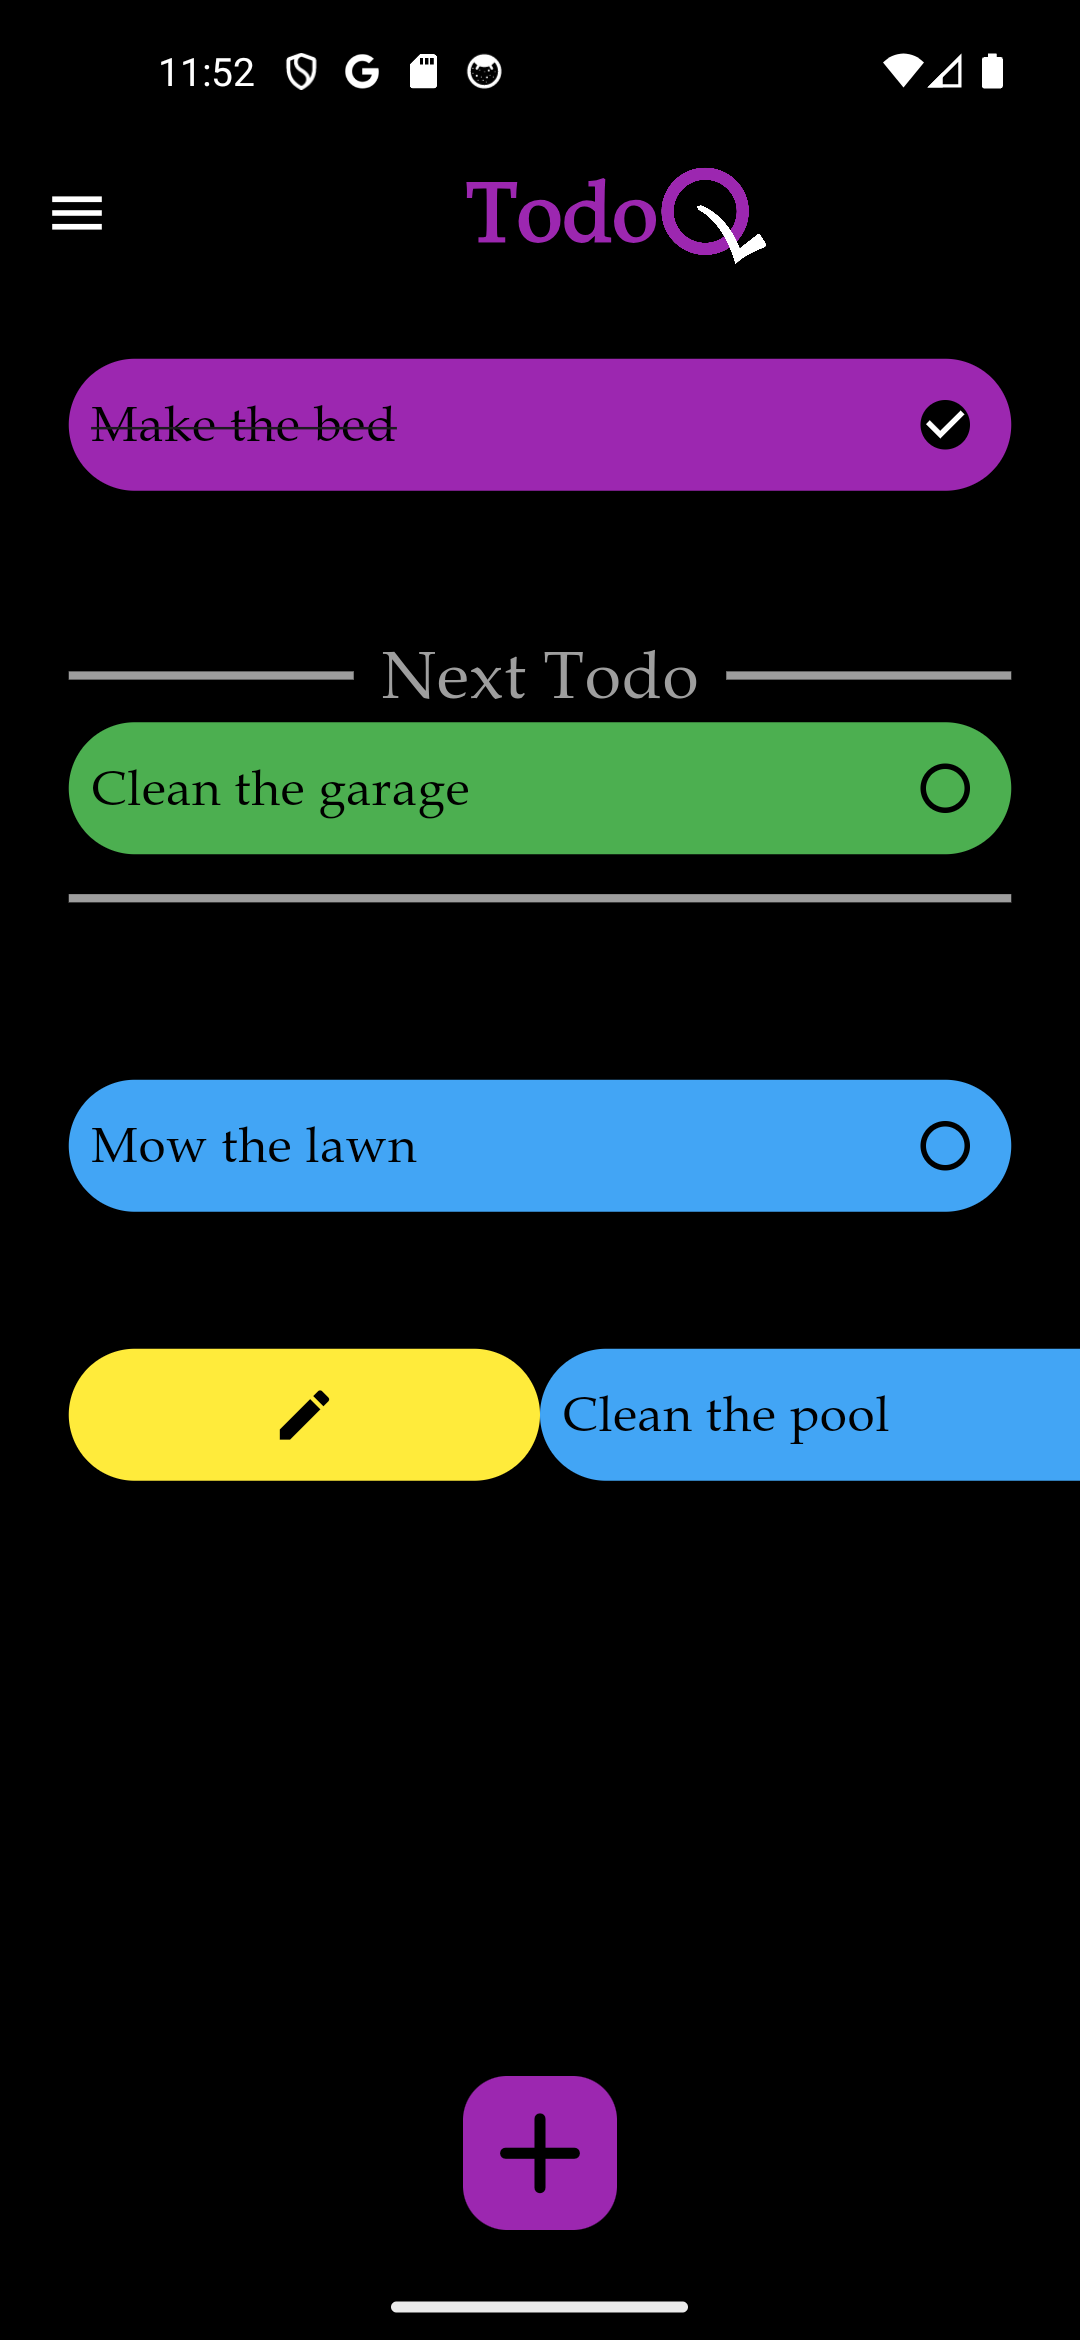 11:52
TodoQ
Make the bed
Next Todo
Clean the garage
Mow the lawn
Clean the pool